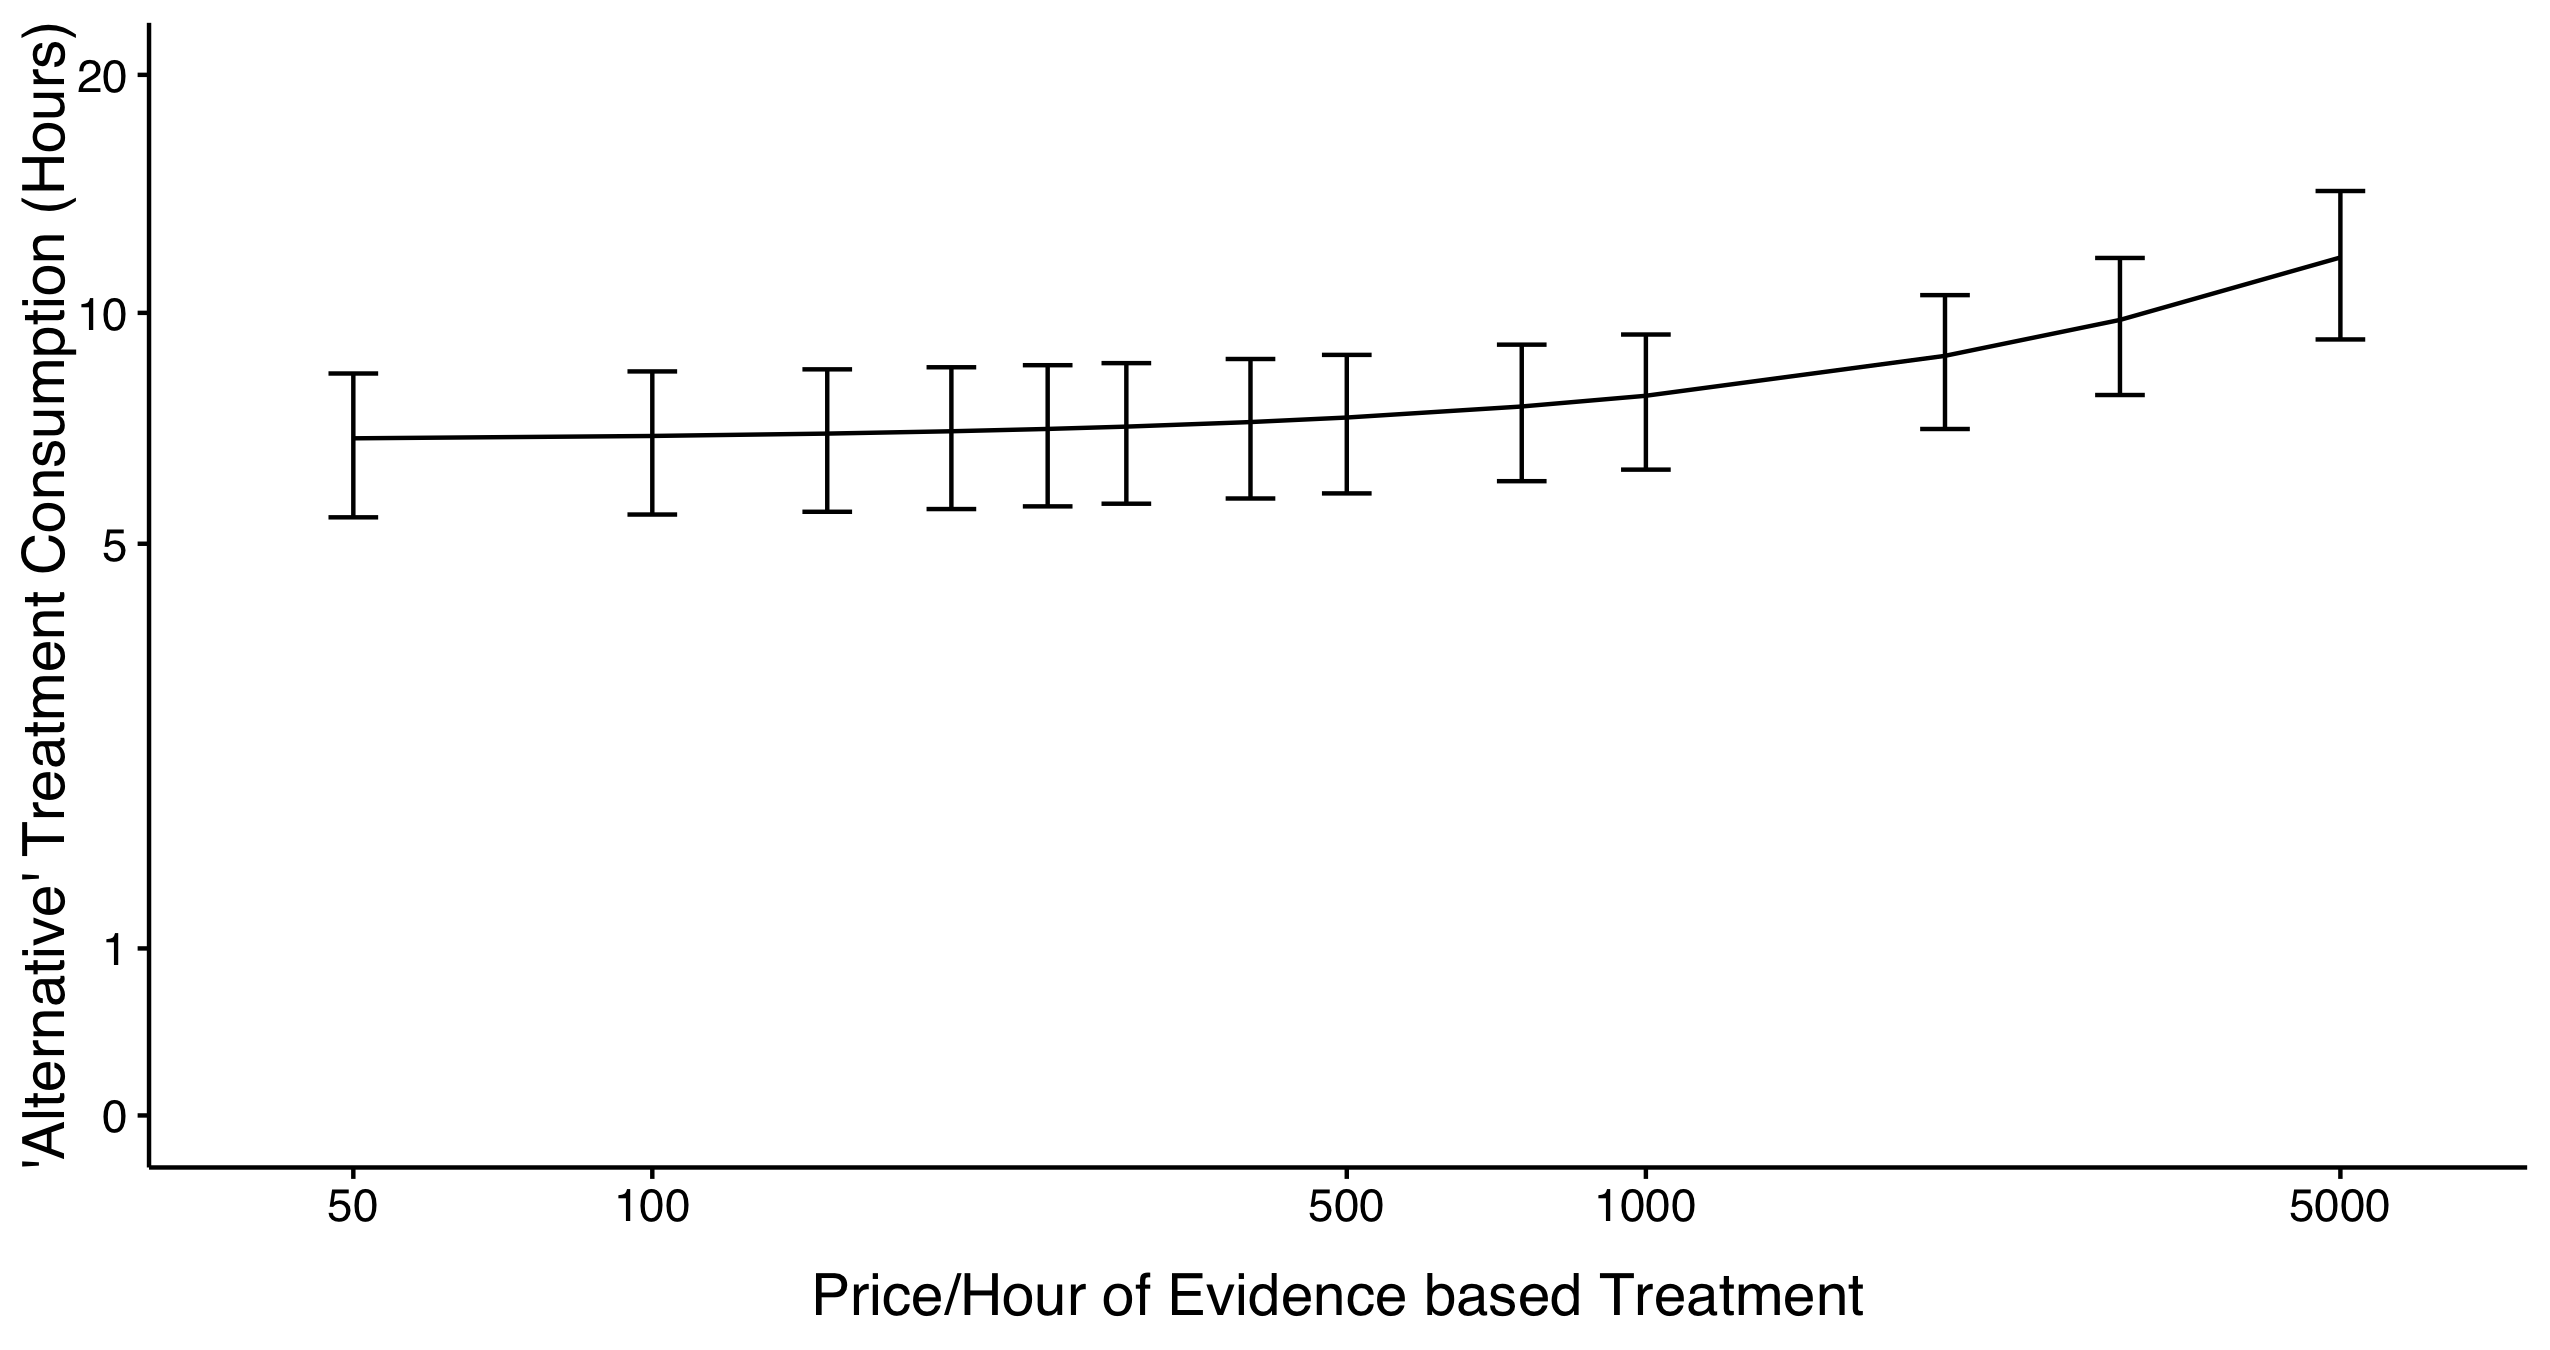 'Alternative' Treatment Consumption (Hours)
20
10
5
1
0
50 100 500 1000 5000
Price/Hour of Evidence based Treatment